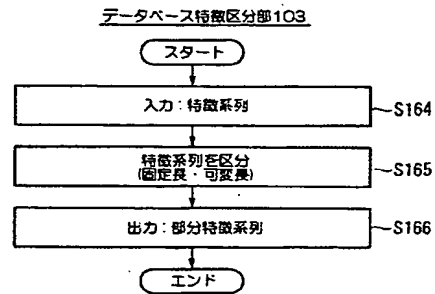 データベース特徴区分部103
スタート
入力:特徴系列
S164
特徴系列を区分
(固定長・可変長)
S165
出力:部分特徴系列
S166
エンド